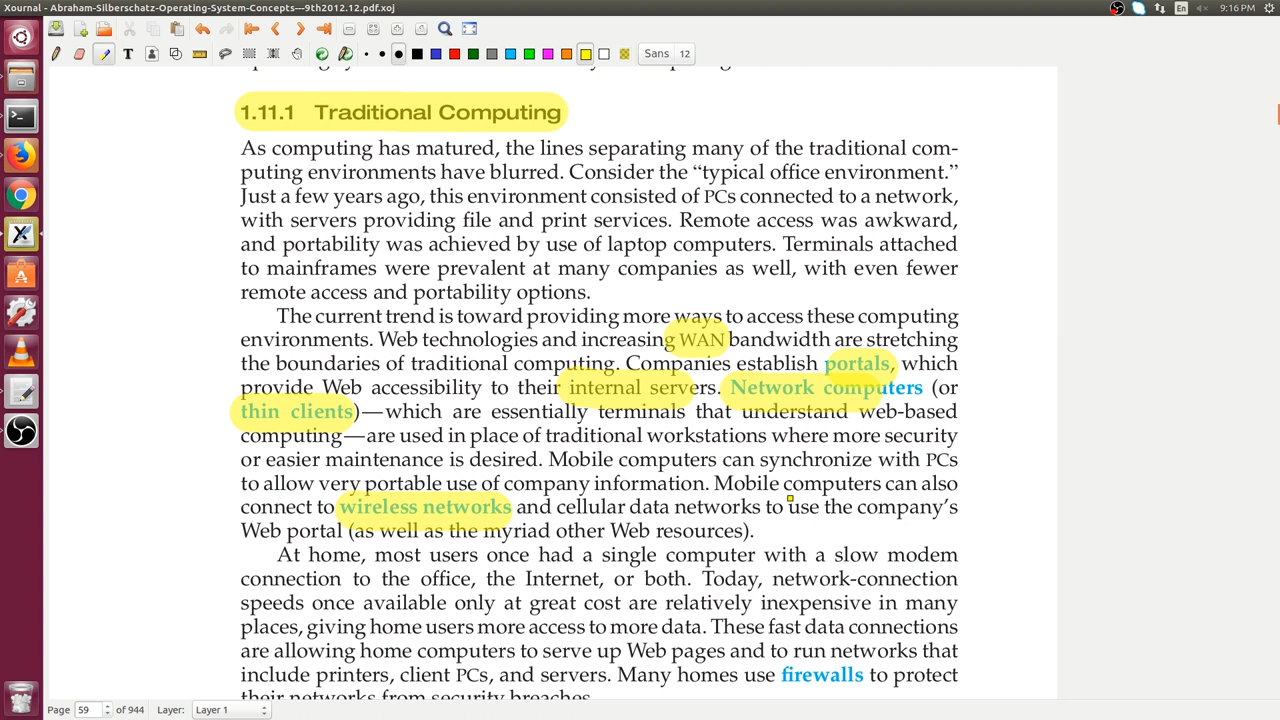 Xournal - Abraham-Silberschatz-Operating-System-Concepts---9th2012.12.pdf.xoj
En
9:16 PM
T
Sans
12
1.11.1 Traditional Computing
As computing has matured, the lines separating many of the traditional com-
puting environments have blurred. Consider the “typical office environment.”
Just a few years ago, this environment consisted of PCs connected to a network,
with servers providing file and print services. Remote access was awkward,
and portability was achieved by use of laptop computers. Terminals attached
to mainframes were prevalent at many companies as well, with even fewer
remote access and portability options.
The current trend is toward providing more ways to access these computing
environments. Web technologies and increasing WAN bandwidth are stretching
the boundaries of traditional computing. Companies establish portals, which
provide Web accessibility to their internal servers. Network computers (or
thin clients)—which are essentially terminals that understand web-based
computing—are used in place of traditional workstations where more security
or easier maintenance is desired. Mobile computers can synchronize with PCs
to allow very portable use of company information. Mobile computers can also
connect to wireless networks and cellular data networks to use the company’s
Web portal (as well as the myriad other Web resources).
At home, most users once had a single computer with a slow modem
connection to the office, the Internet, or both. Today, network-connection
speeds once available only at great cost are relatively inexpensive in many
places, giving home users more access to more data. These fast data connections
are allowing home computers to serve up Web pages and to run networks that
include printers, client PCs, and servers. Many homes use firewalls to protect
their networks from security breaches.
Page 59 of 944 Layer: Layer 1